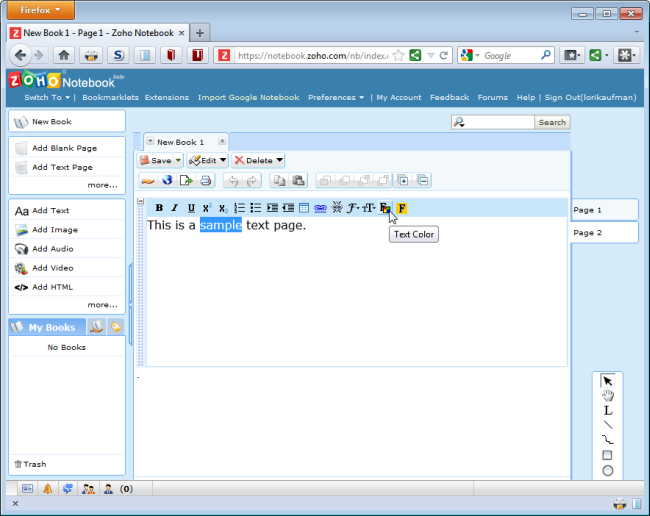 Firefox
New Book 1 - Page 1 - Zoho Notebook
https://notebook.zoho.com/nb/index.
Google
ZOHO Notebook beta
Switch To | Bookmarklets Extensions Import Google Notebook Preferences | My Account Feedback Forums Help | Sign Out(lorikaufman)
New Book
Search
Add Blank Page
Add Text Page
more...
New Book 1
Save Edit Delete
Aa Add Text
Add Image
Add Audio
Add Video
</> Add HTML
more...
B I U x² x₂ F T F F
This is a sample text page.
Text Color
Page 1
Page 2
My Books
No Books
L
Trash
(0)